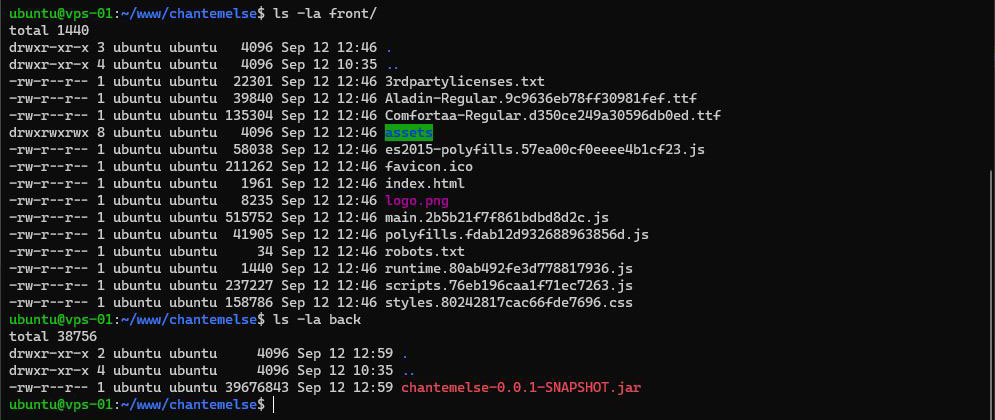 ubuntu@vps-01:~/www/chantemelse$ ls -la front/
total 1440
drwxr-xr-x 3 ubuntu ubuntu   4096 Sep 12 12:46 .
drwxr-xr-x 4 ubuntu ubuntu   4096 Sep 12 10:35 ..
-rw-r--r-- 1 ubuntu ubuntu  22301 Sep 12 12:46 3rdpartylicenses.txt
-rw-r--r-- 1 ubuntu ubuntu  39840 Sep 12 12:46 Aladin-Regular.9c9636eb78ff30981fef.ttf
-rw-r--r-- 1 ubuntu ubuntu 135304 Sep 12 12:46 Comfortaa-Regular.d350ce249a30596db0ed.ttf
drwxrwxrwx 8 ubuntu ubuntu   4096 Sep 12 12:46 assets
-rw-r--r-- 1 ubuntu ubuntu  58038 Sep 12 12:46 es2015-polyfills.57ea00cf0eeee4b1cf23.js
-rw-r--r-- 1 ubuntu ubuntu 211262 Sep 12 12:46 favicon.ico
-rw-r--r-- 1 ubuntu ubuntu   1961 Sep 12 12:46 index.html
-rw-r--r-- 1 ubuntu ubuntu   8235 Sep 12 12:46 logo.png
-rw-r--r-- 1 ubuntu ubuntu 515752 Sep 12 12:46 main.2b5b21f7f861bdbd8d2c.js
-rw-r--r-- 1 ubuntu ubuntu  41905 Sep 12 12:46 polyfills.fdab12d932688963856d.js
-rw-r--r-- 1 ubuntu ubuntu     34 Sep 12 12:46 robots.txt
-rw-r--r-- 1 ubuntu ubuntu   1440 Sep 12 12:46 runtime.80ab492fe3d778817936.js
-rw-r--r-- 1 ubuntu ubuntu 237227 Sep 12 12:46 scripts.76eb196caa1f71ec7263.js
-rw-r--r-- 1 ubuntu ubuntu 158786 Sep 12 12:46 styles.80242817cac66fde7696.css
ubuntu@vps-01:~/www/chantemelse$ ls -la back
total 38756
drwxr-xr-x 2 ubuntu ubuntu     4096 Sep 12 12:59 .
drwxr-xr-x 4 ubuntu ubuntu     4096 Sep 12 10:35 ..
-rw-r--r-- 1 ubuntu ubuntu 39676843 Sep 12 12:59 chantemelse-0.0.1-SNAPSHOT.jar
ubuntu@vps-01:~/www/chantemelse$